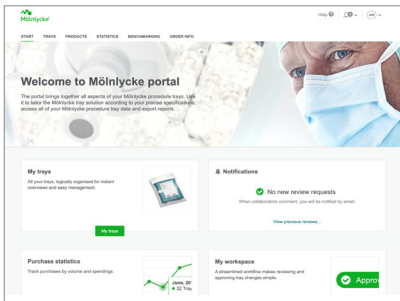 Mölnlycke
Help
START TRAYS PRODUCTS STATISTICS BENCHMARKING ORDER INFO
Welcome to Mölnlycke portal
The portal brings together all aspects of your Mölnlycke procedure trays. Use
it to tailor the Mölnlycke tray solution according to your precise specifications,
access all of your Mölnlycke procedure tray data and export reports.
My trays
All your trays, logically organised for instant
overviews and easy management.
My trays
Notifications
No new review requests
When collaborators comment, you will be notified by email.
View previous reviews...
Purchase statistics
Track purchases by volume and spendings.
June, 20
32 Tray
My workspace
A streamlined workflow makes reviewing and
approving tray changes simple.
Approv